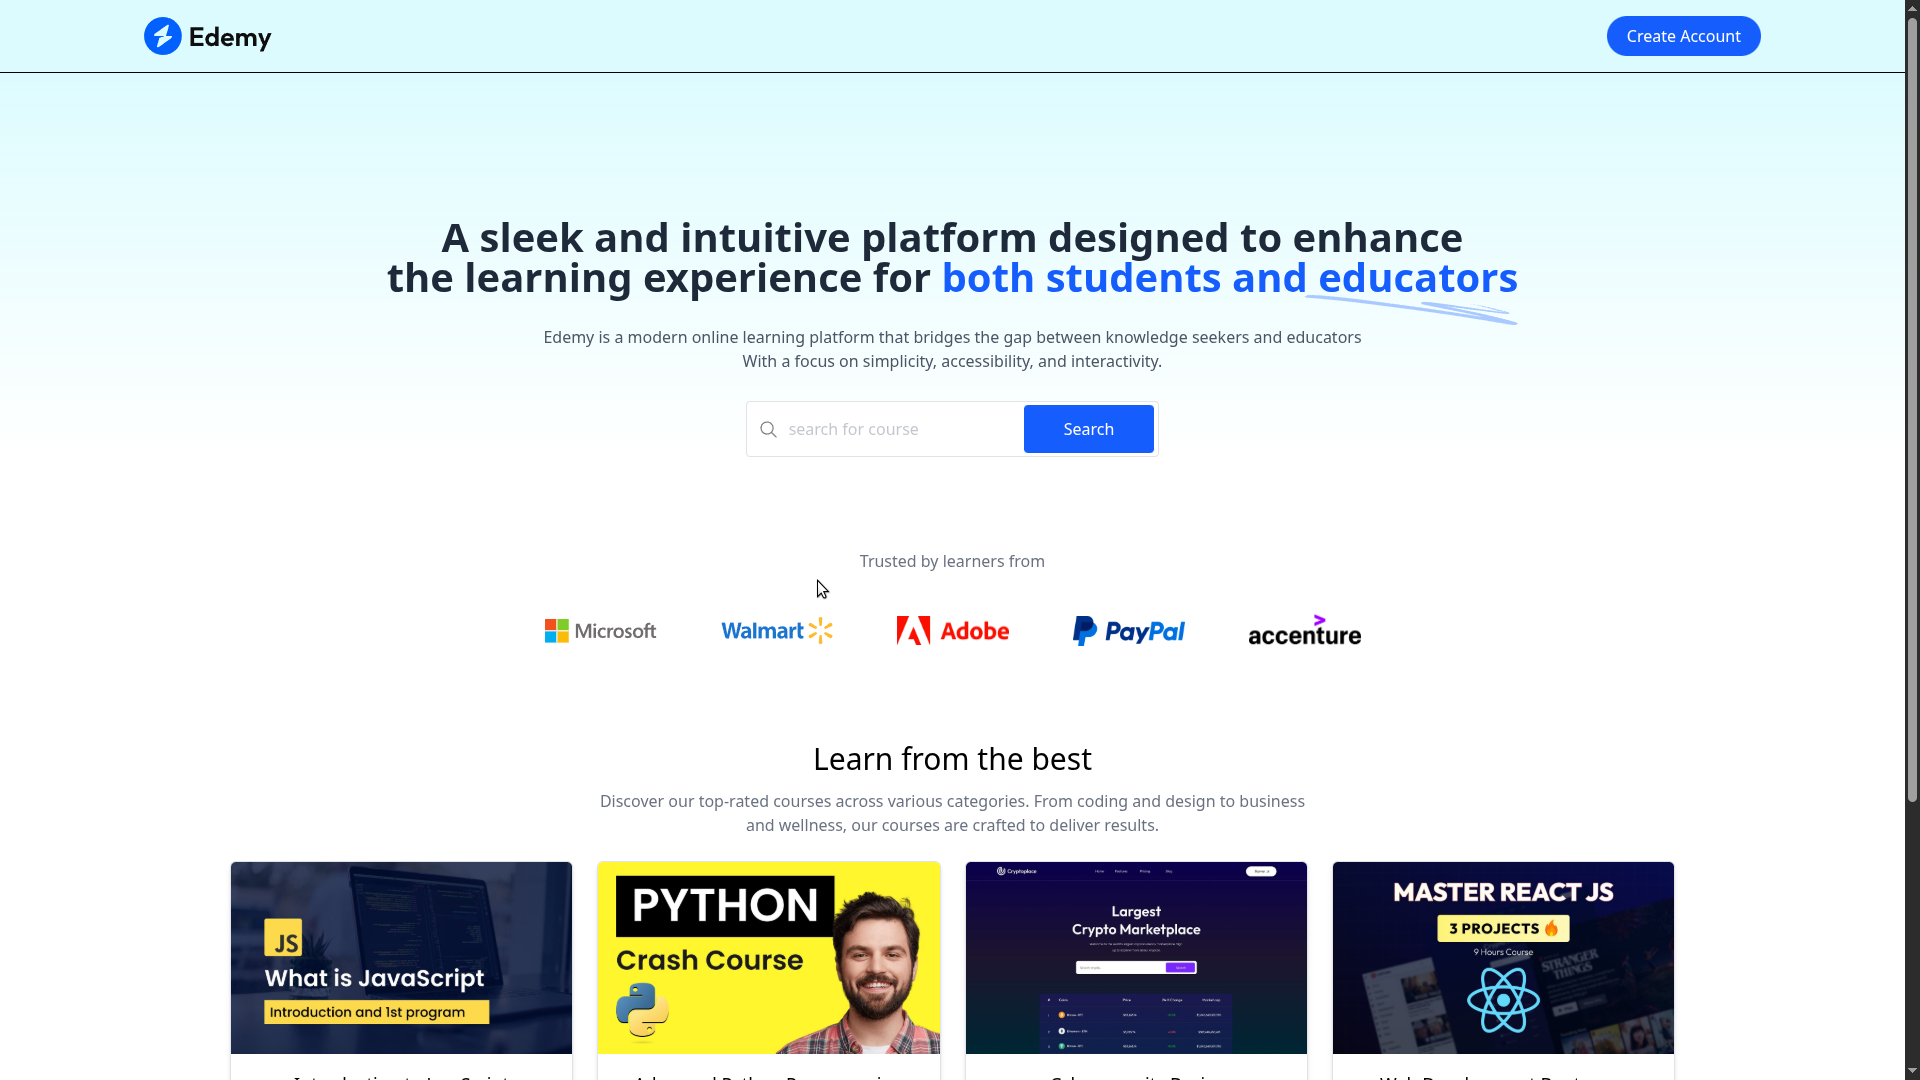 Edemy
Create Account
A sleek and intuitive platform designed to enhance
the learning experience for both students and educators
Edemy is a modern online learning platform that bridges the gap between knowledge seekers and educators
With a focus on simplicity, accessibility, and interactivity.
search for course
Search
Trusted by learners from
Microsoft
Walmart
Adobe
PayPal
accenture
Learn from the best
Discover our top-rated courses across various categories. From coding and design to business
and wellness, our courses are crafted to deliver results.
JS
What is JavaScript
Introduction and 1st program
PYTHON
Crash Course
Cryptoplace
Largest
Crypto Marketplace
MASTER REACT JS
3 PROJECTS
9 Hours Course
STRANGER
THINGS